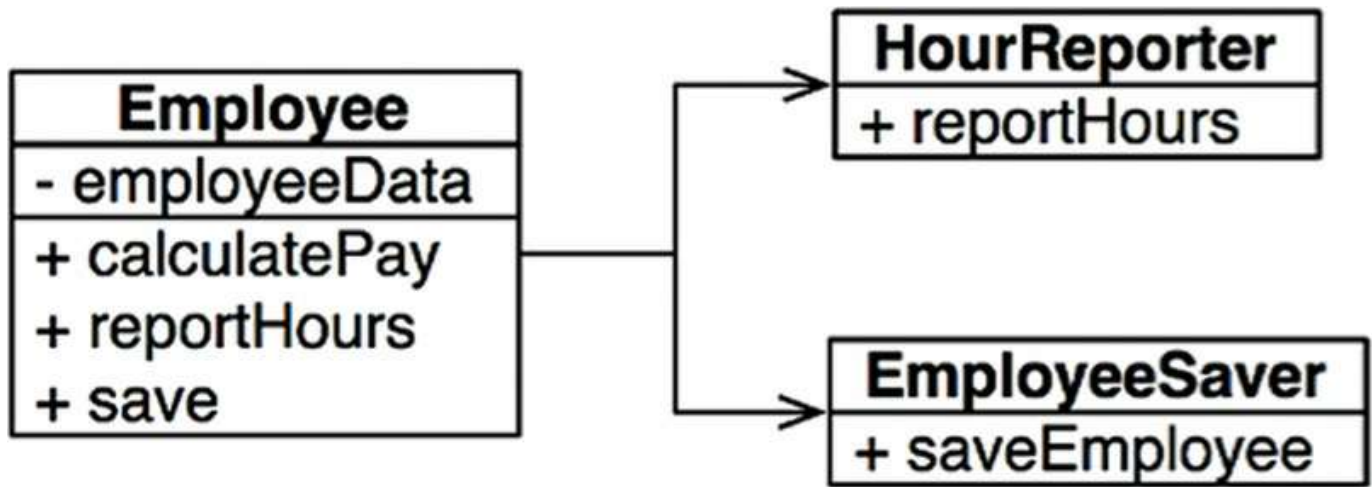 Employee
- employeeData
+ calculatePay
+ reportHours
+ save
HourReporter
+ reportHours
EmployeeSaver
+ saveEmployee